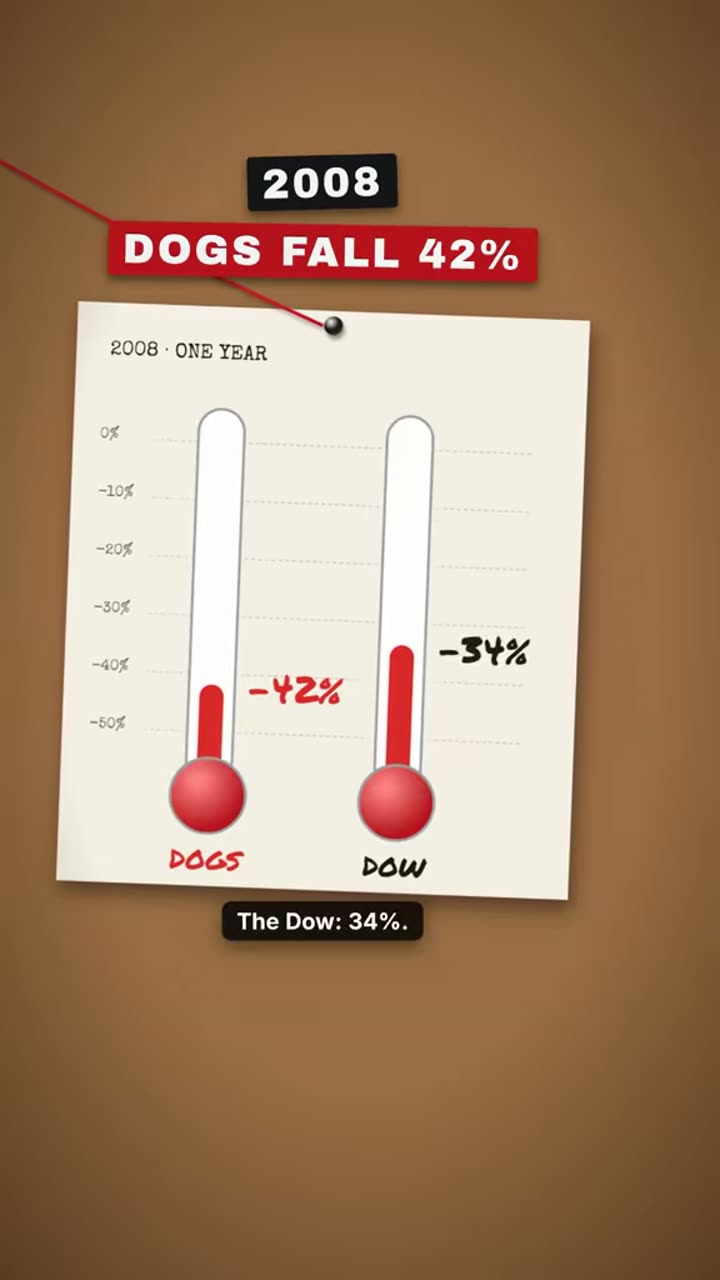 2008
DOGS FALL 42%
2008 · ONE YEAR
0%
-10%
-20%
-30%
-34%
-40%
-42%
-50%
DOGS
DOW
The Dow: 34%.